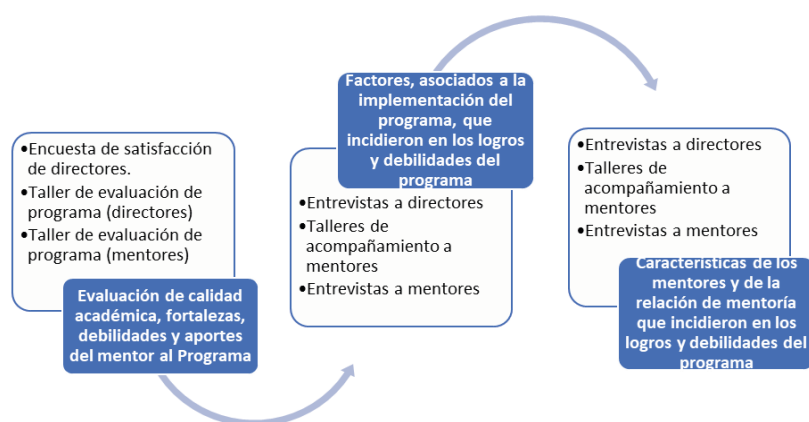 •Encuesta de satisfacción
de directores.
•Taller de evaluación de
programa (directores)
•Taller de evaluación de
programa (mentores)
Evaluación de calidad
académica, fortalezas,
debilidades y aportes
del mentor al Programa
Factores, asociados a la
implementación del
programa, que
incidieron en los logros
y debilidades del
programa
•Entrevistas a directores
•Talleres de
acompañamiento a
mentores
•Entrevistas a mentores
•Entrevistas a directores
•Talleres de
acompañamiento a
mentores
•Entrevistas a mentores
Características de los
mentores y de la
relación de mentoría
que incidieron en los
logros y debilidades del
programa